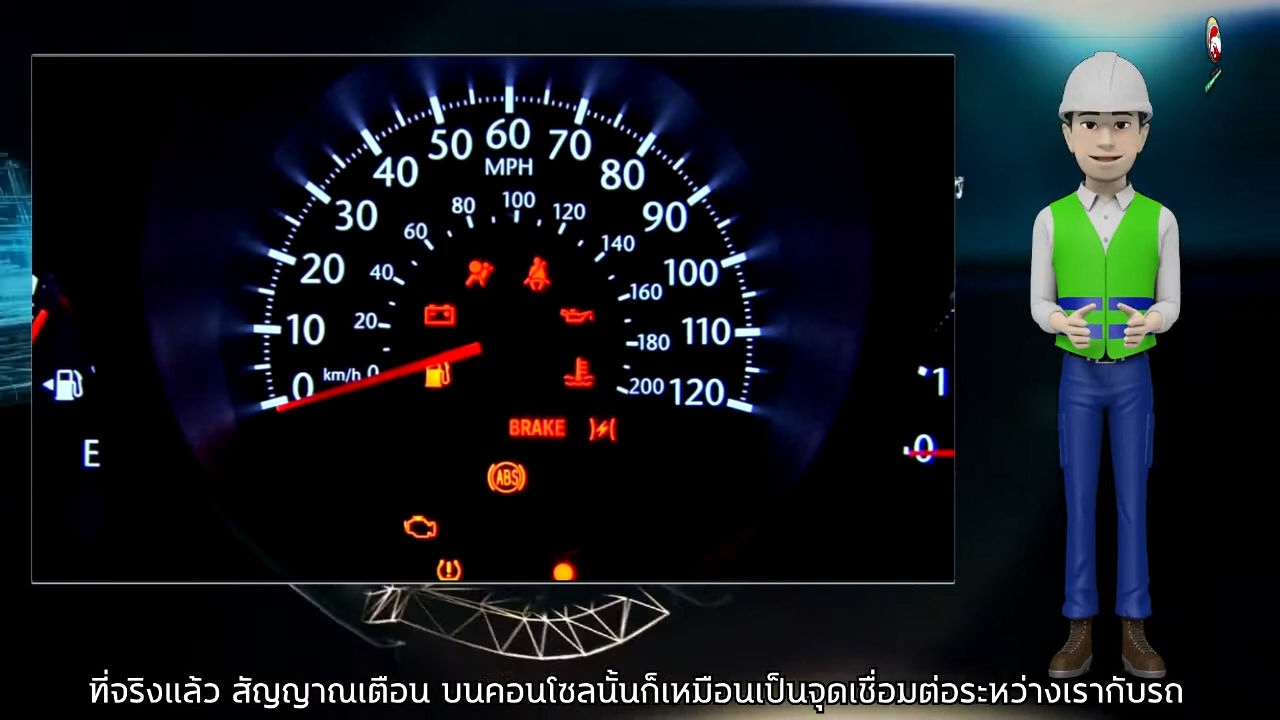 50 60 70
40 MPH 80
30 80 100 120 90
60 140
20 40 160 100
10 20 180 110
0 km/h 0 200 120
1
BRAKE
E 0
ABS
ที่จริงแล้ว สัญญาณเตือน บนคอนโซลนั้นก็เหมือนเป็นจุดเชื่อมต่อระหว่างเรากับรถ